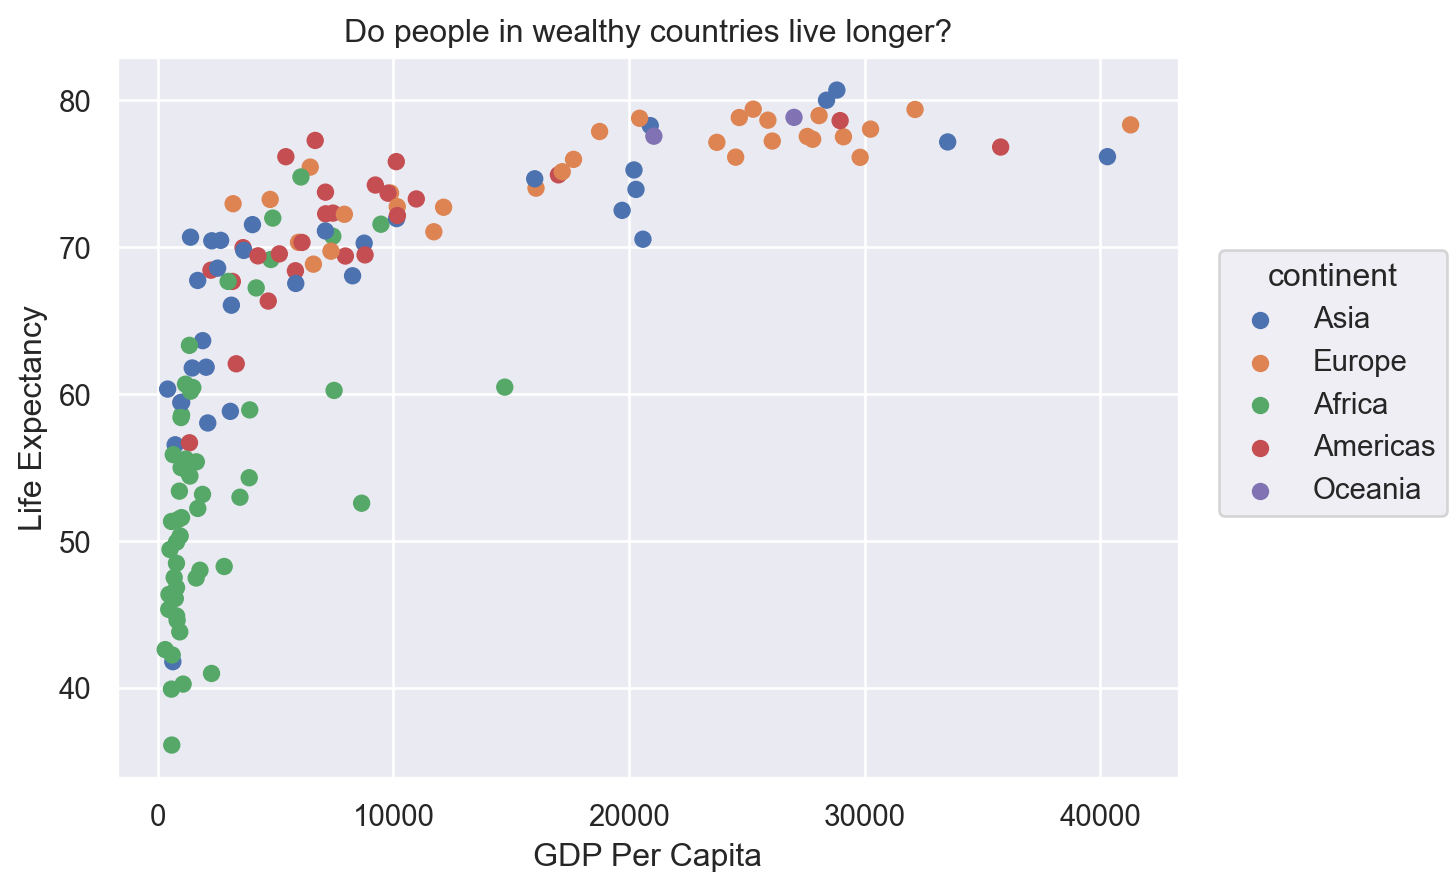 Do people in wealthy countries live longer?
80
70
60
50
40
Life Expectancy
0 10000 20000 30000 40000
GDP Per Capita
continent
Asia
Europe
Africa
Americas
Oceania